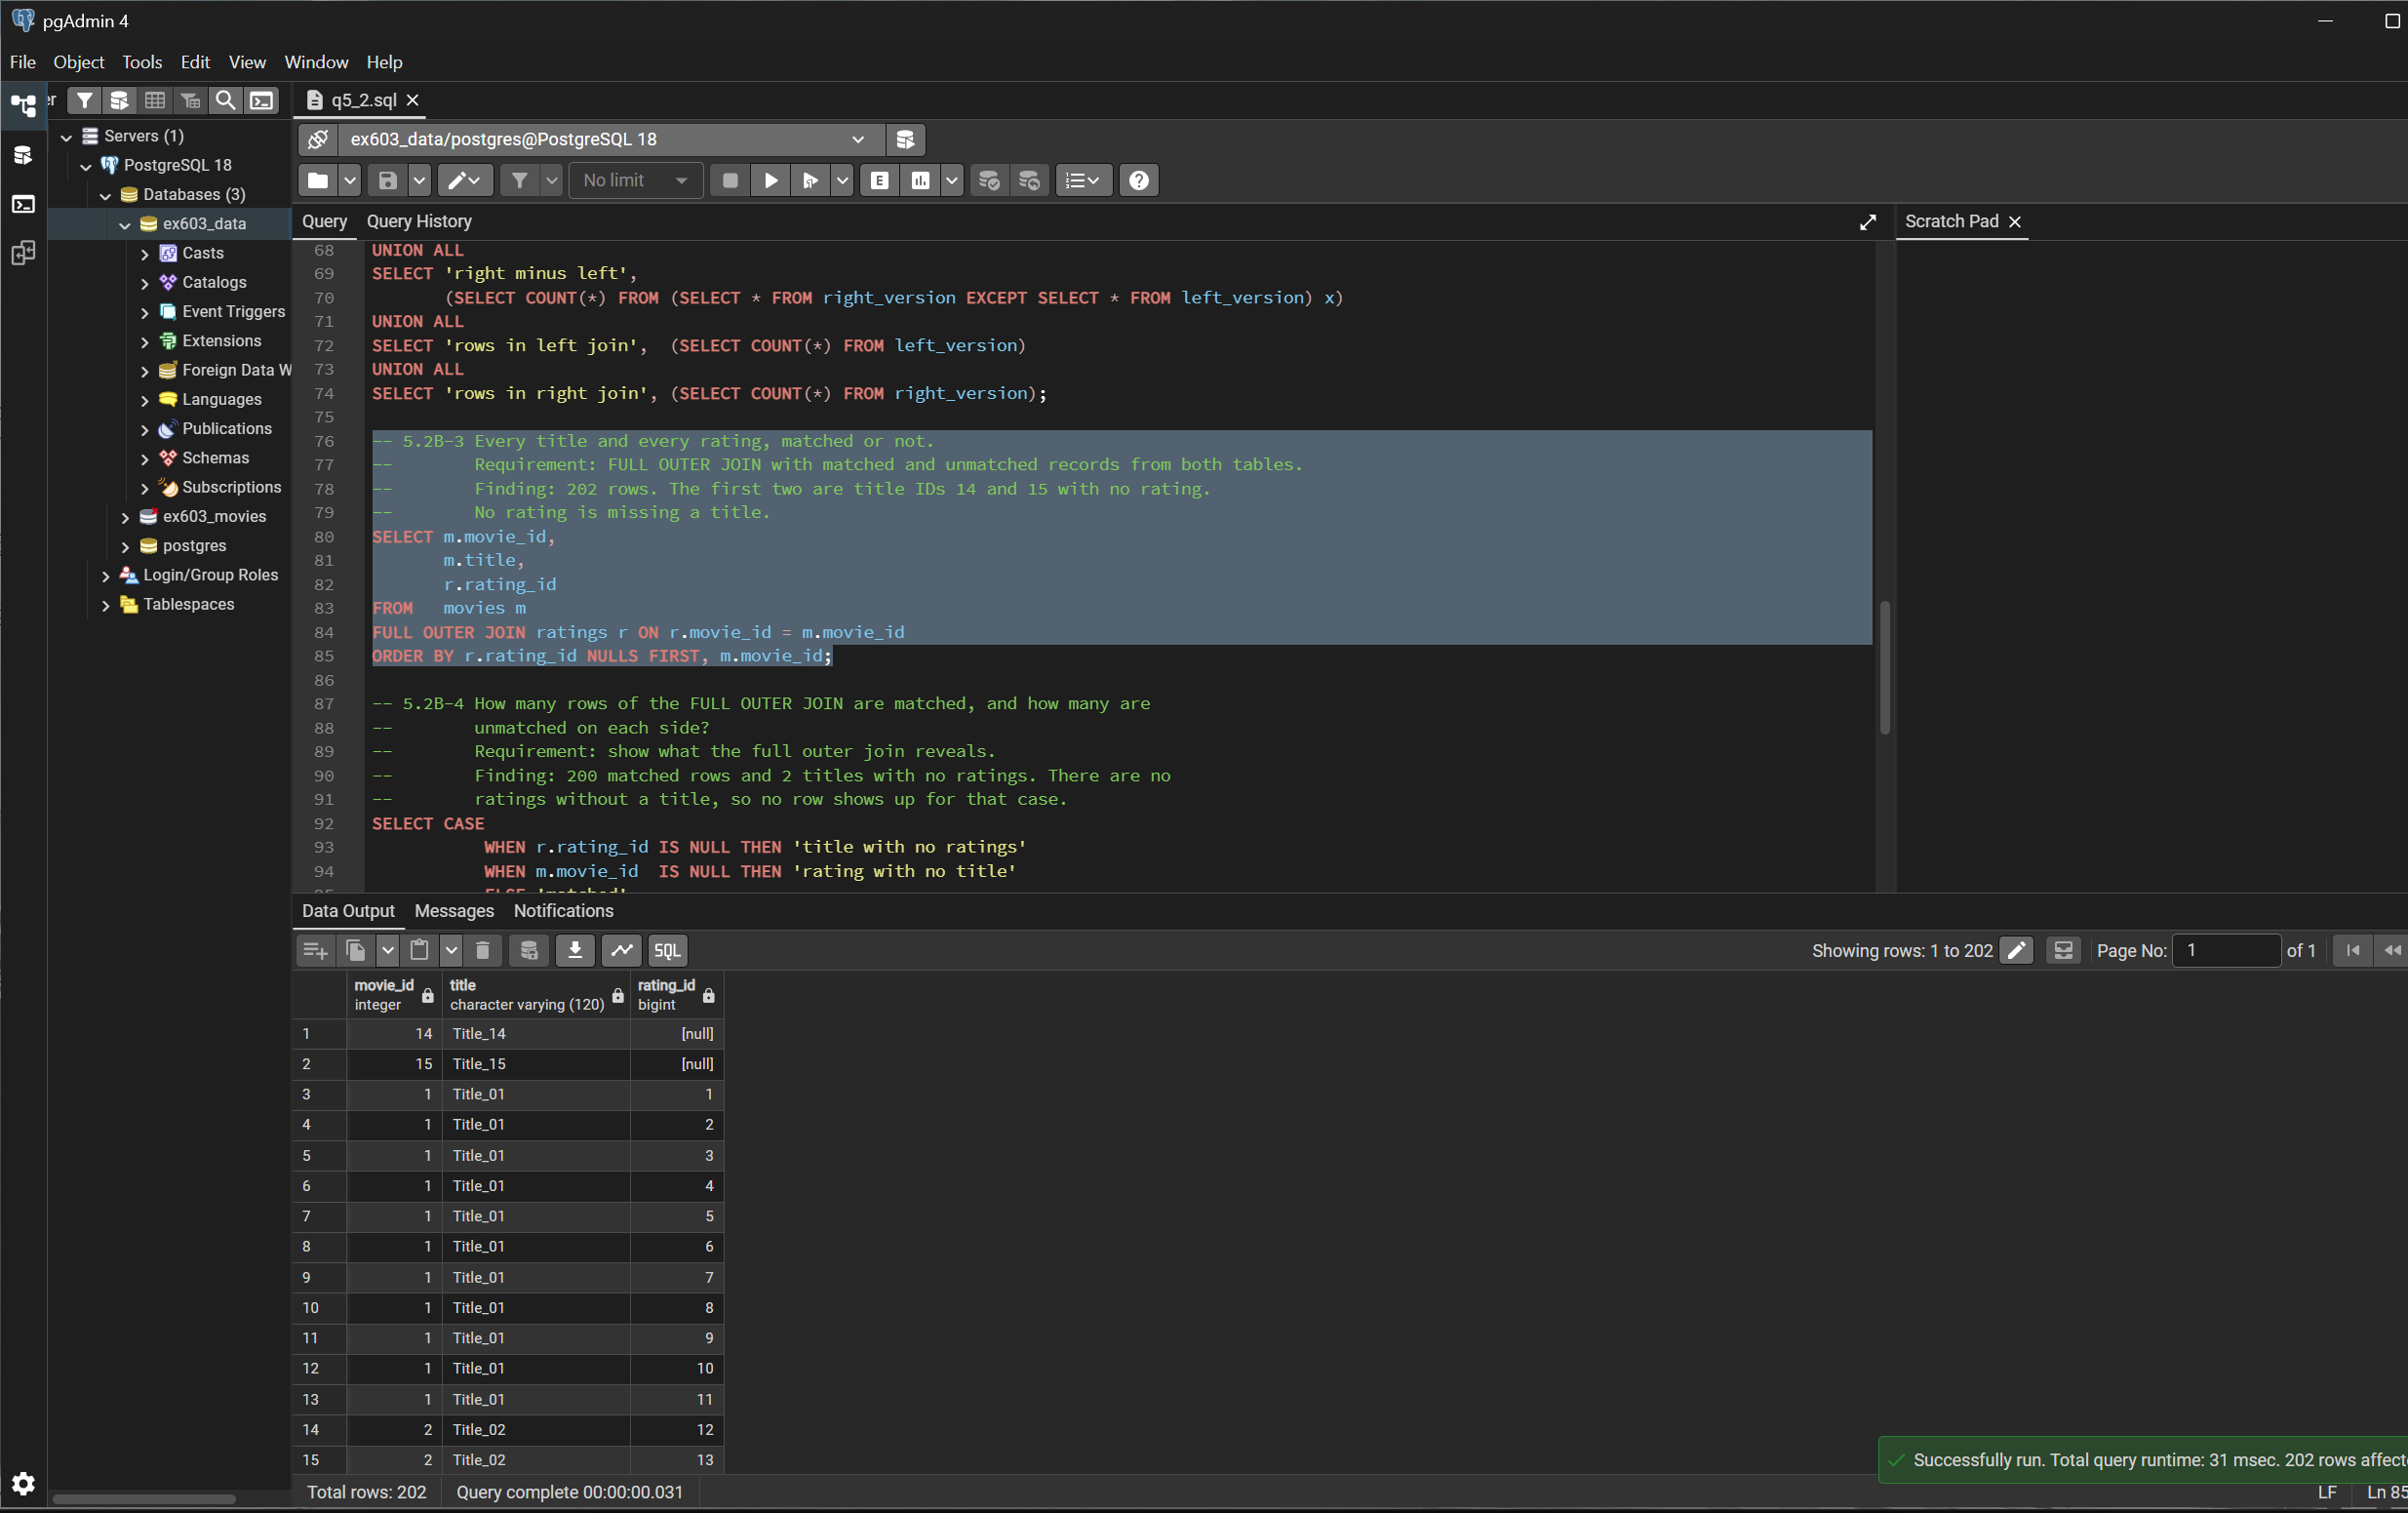 pgAdmin 4
File Object Tools Edit View Window Help
er
q5_2.sql
Servers (1)
PostgreSQL 18
Databases (3)
ex603_data
Casts
Catalogs
Event Triggers
Extensions
Foreign Data W
Languages
Publications
Schemas
Subscriptions
ex603_movies
postgres
Login/Group Roles
Tablespaces
ex603_data/postgres@PostgreSQL 18
No limit
E
Query Query History
Scratch Pad
68 UNION ALL
69 SELECT 'right minus left',
70 (SELECT COUNT(*) FROM (SELECT * FROM right_version EXCEPT SELECT * FROM left_version) x)
71 UNION ALL
72 SELECT 'rows in left join', (SELECT COUNT(*) FROM left_version)
73 UNION ALL
74 SELECT 'rows in right join', (SELECT COUNT(*) FROM right_version);
75
76 -- 5.2B-3 Every title and every rating, matched or not.
77 -- Requirement: FULL OUTER JOIN with matched and unmatched records from both tables.
78 -- Finding: 202 rows. The first two are title IDs 14 and 15 with no rating.
79 -- No rating is missing a title.
80 SELECT m.movie_id,
81 m.title,
82 r.rating_id
83 FROM movies m
84 FULL OUTER JOIN ratings r ON r.movie_id = m.movie_id
85 ORDER BY r.rating_id NULLS FIRST, m.movie_id;
86
87 -- 5.2B-4 How many rows of the FULL OUTER JOIN are matched, and how many are
88 -- unmatched on each side?
89 -- Requirement: show what the full outer join reveals.
90 -- Finding: 200 matched rows and 2 titles with no ratings. There are no
91 -- ratings without a title, so no row shows up for that case.
92 SELECT CASE
93 WHEN r.rating_id IS NULL THEN 'title with no ratings'
94 WHEN m.movie_id IS NULL THEN 'rating with no title'
95 ELSE 'matched'
Data Output Messages Notifications
SQL
Showing rows: 1 to 202
Page No: 1 of 1
movie_id title rating_id
integer character varying (120) bigint
1 14 Title_14 [null]
2 15 Title_15 [null]
3 1 Title_01 1
4 1 Title_01 2
5 1 Title_01 3
6 1 Title_01 4
7 1 Title_01 5
8 1 Title_01 6
9 1 Title_01 7
10 1 Title_01 8
11 1 Title_01 9
12 1 Title_01 10
13 1 Title_01 11
14 2 Title_02 12
15 2 Title_02 13
Successfully run. Total query runtime: 31 msec. 202 rows affect
Total rows: 202 Query complete 00:00:00.031
LF Ln 85